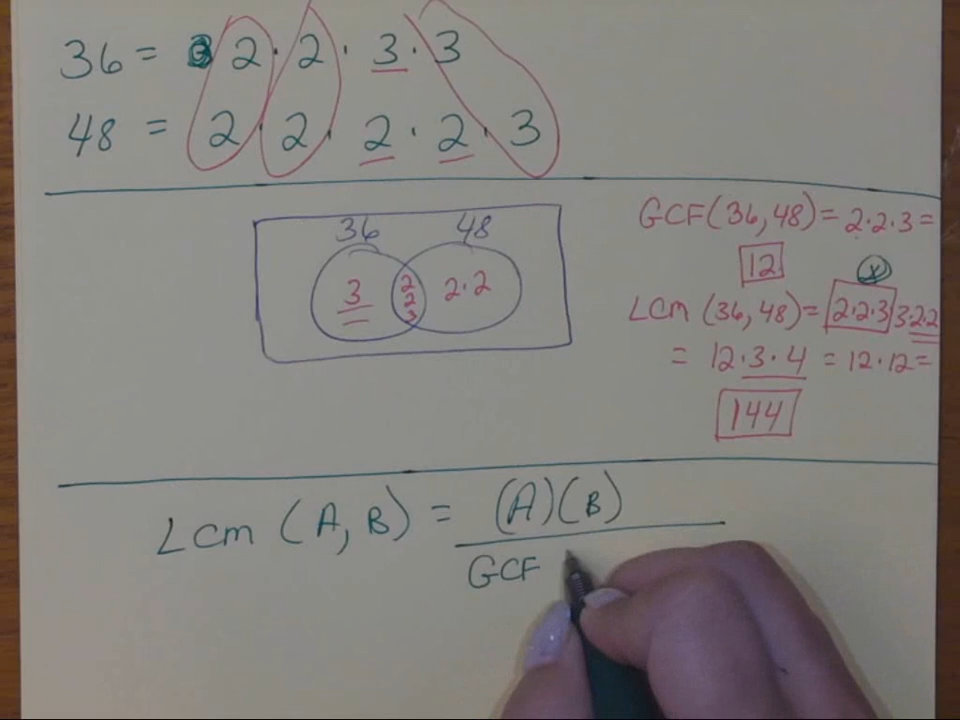 36 = 2 · 2 · 3 · 3
48 = 2 · 2 · 2 · 2 · 3
36 48
3 2 2 3 2·2
GCF(36,48) = 2·2·3 =
12
x
LCM (36,48) = 2·2·3 3·2·2
= 12·3·4 = 12·12 =
144
LCM (A, B) = (A)(B)
GCF